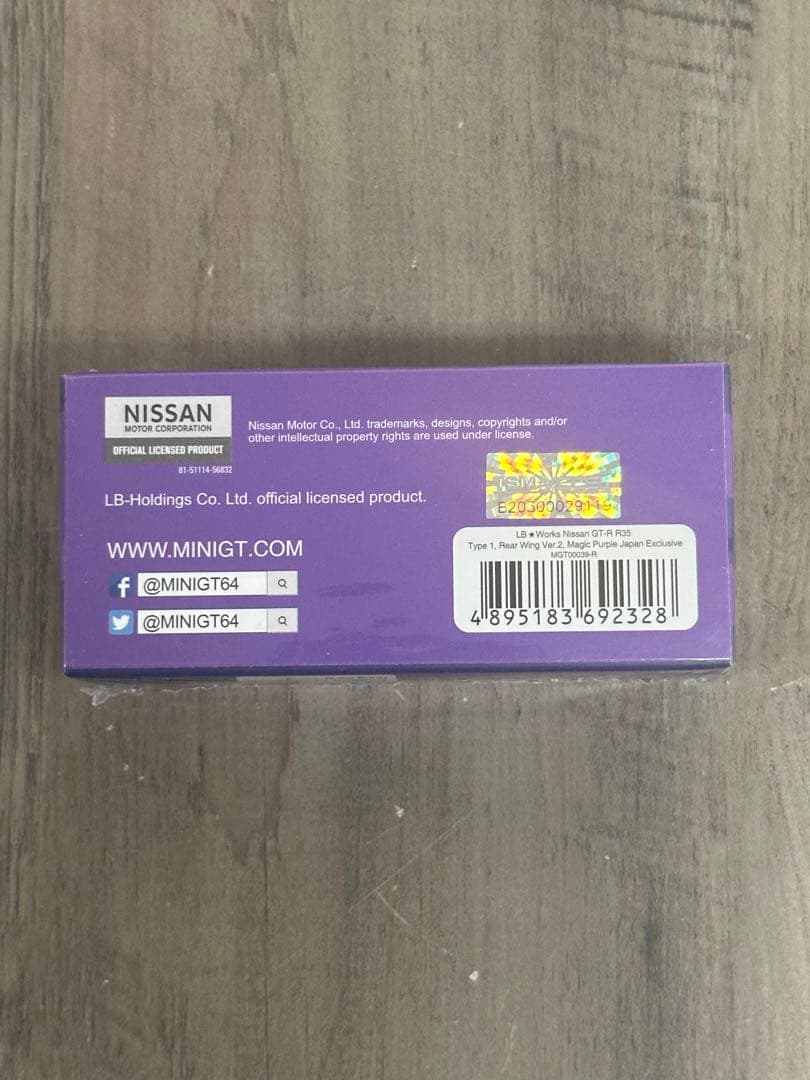 NISSAN
MOTOR CORPORATION
OFFICIAL LICENSED PRODUCT
81-51114-56832
Nissan Motor Co., Ltd. trademarks, designs, copyrights and/or
other intellectual property rights are used under license.
LB-Holdings Co. Ltd. official licensed product.
E20300029119
WWW.MINIGT.COM
f @MINIGT64
@MINIGT64
LB★Works Nissan GT-R R35
Type 1, Rear Wing Ver.2, Magic Purple Japan Exclusive
MGT00039-R
4 895183 692328